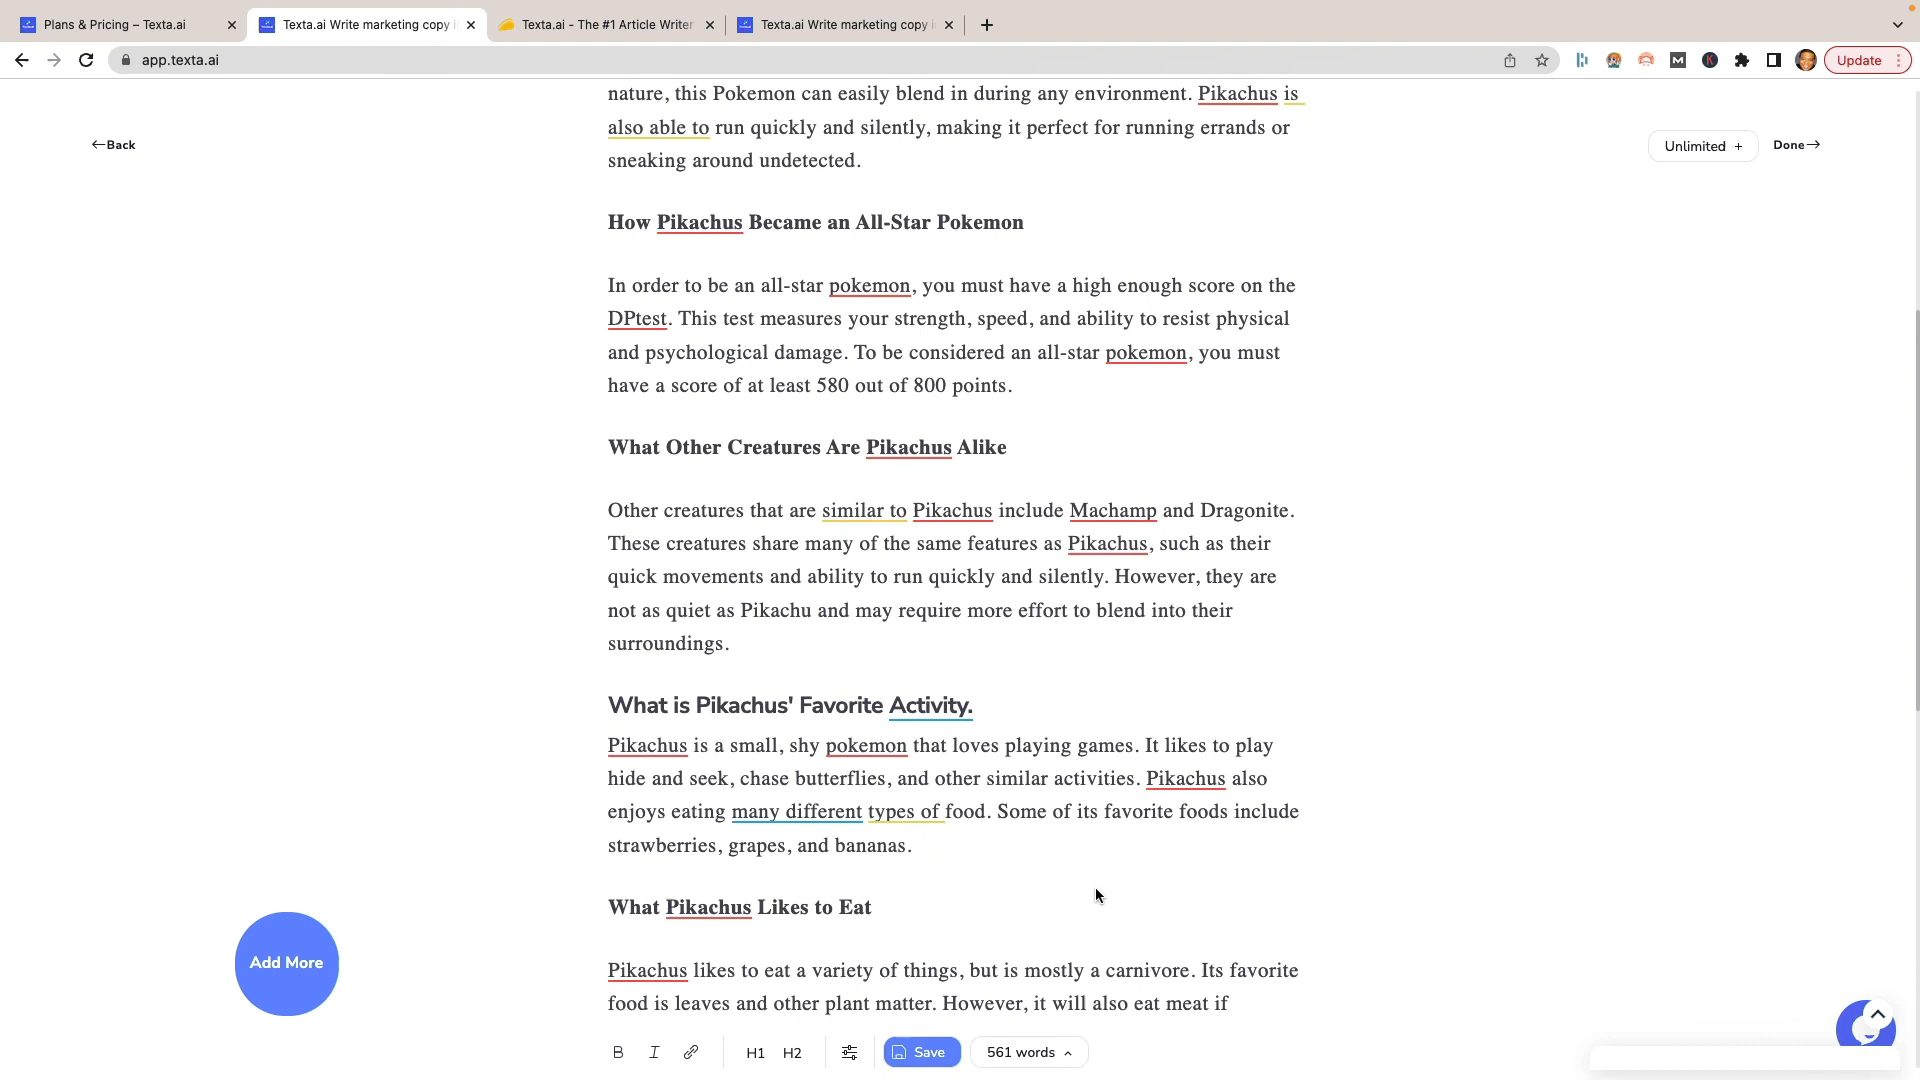 Plans & Pricing – Texta.ai
Texta.ai Write marketing copy i
Texta.ai - The #1 Article Writer
Texta.ai Write marketing copy in
app.texta.ai
M
K
Update
←Back
Unlimited +
Done→
nature, this Pokemon can easily blend in during any environment. Pikachus is
also able to run quickly and silently, making it perfect for running errands or
sneaking around undetected.
How Pikachus Became an All-Star Pokemon
In order to be an all-star pokemon, you must have a high enough score on the
DPtest. This test measures your strength, speed, and ability to resist physical
and psychological damage. To be considered an all-star pokemon, you must
have a score of at least 580 out of 800 points.
What Other Creatures Are Pikachus Alike
Other creatures that are similar to Pikachus include Machamp and Dragonite.
These creatures share many of the same features as Pikachus, such as their
quick movements and ability to run quickly and silently. However, they are
not as quiet as Pikachu and may require more effort to blend into their
surroundings.
What is Pikachus' Favorite Activity.
Pikachus is a small, shy pokemon that loves playing games. It likes to play
hide and seek, chase butterflies, and other similar activities. Pikachus also
enjoys eating many different types of food. Some of its favorite foods include
strawberries, grapes, and bananas.
What Pikachus Likes to Eat
Pikachus likes to eat a variety of things, but is mostly a carnivore. Its favorite
food is leaves and other plant matter. However, it will also eat meat if
Add More
B I H1 H2 Save 561 words